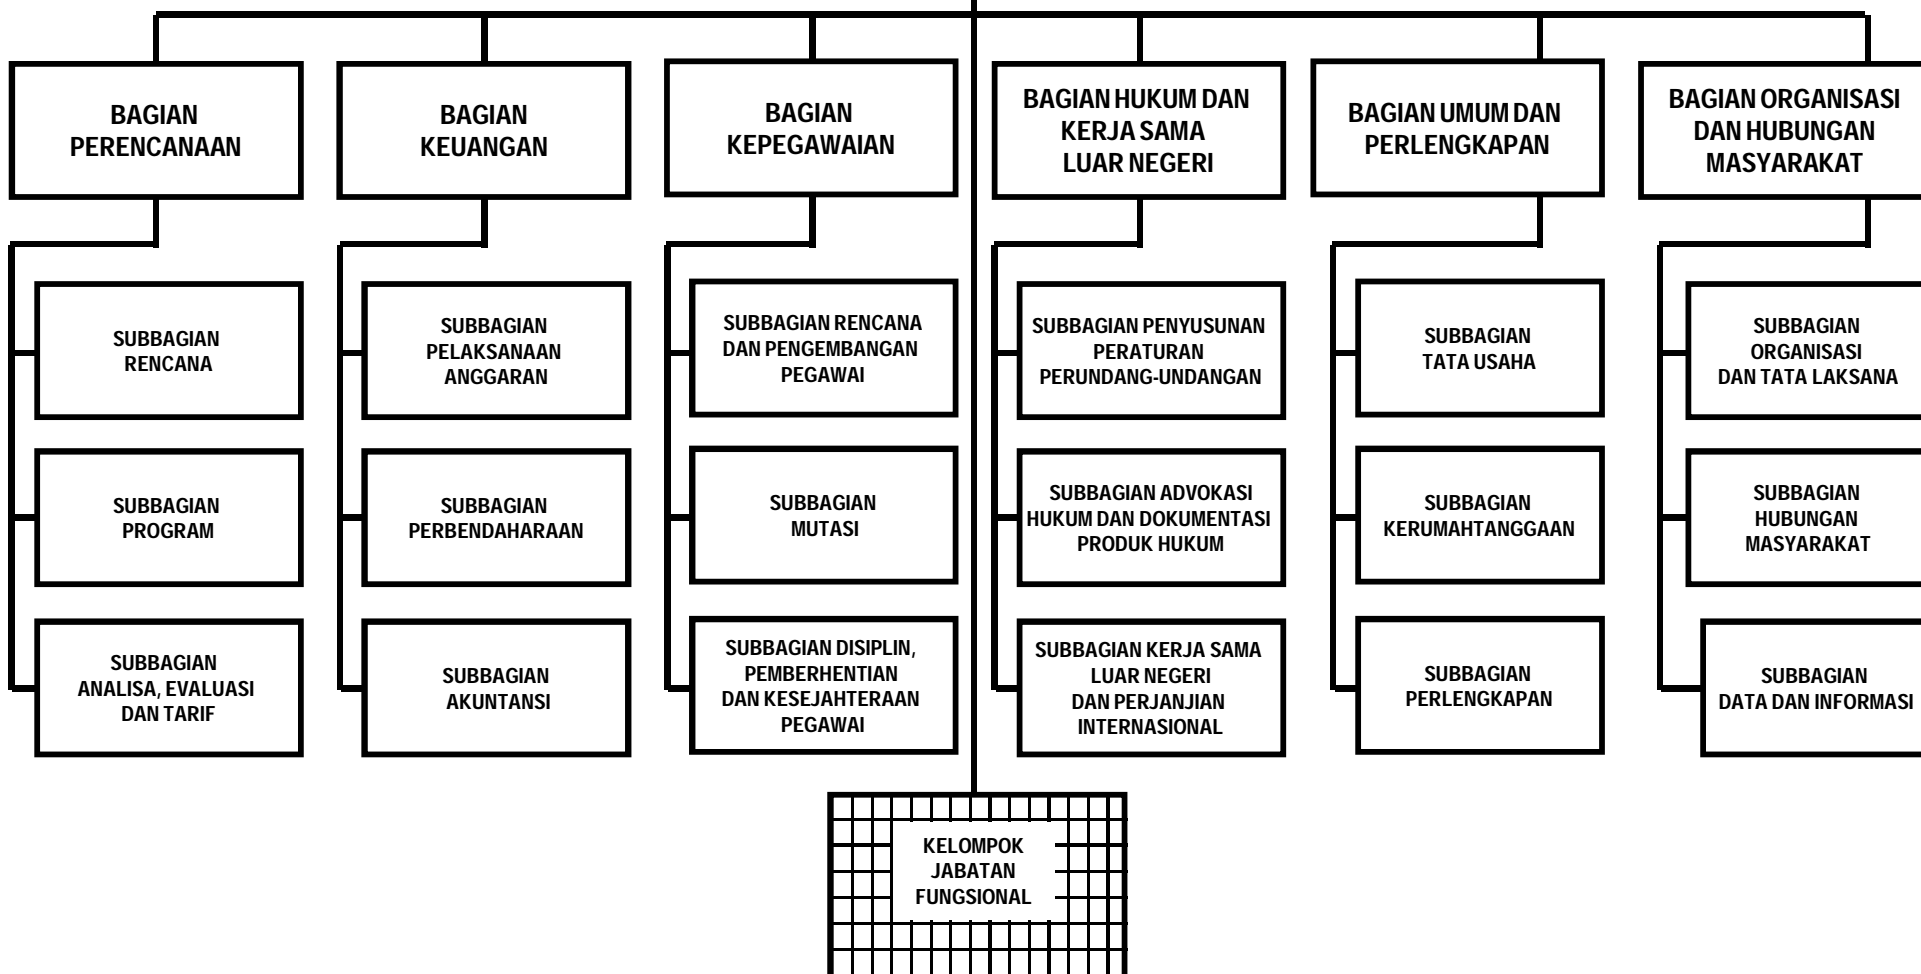 BAGIAN
PERENCANAAN
BAGIAN
KEUANGAN
BAGIAN
KEPEGAWAIAN
BAGIAN HUKUM DAN
KERJA SAMA
LUAR NEGERI
BAGIAN UMUM DAN
PERLENGKAPAN
BAGIAN ORGANISASI
DAN HUBUNGAN
MASYARAKAT
SUBBAGIAN
RENCANA
SUBBAGIAN
PELAKSANAAN
ANGGARAN
SUBBAGIAN RENCANA
DAN PENGEMBANGAN
PEGAWAI
SUBBAGIAN PENYUSUNAN
PERATURAN
PERUNDANG-UNDANGAN
SUBBAGIAN
TATA USAHA
SUBBAGIAN
ORGANISASI
DAN TATA LAKSANA
SUBBAGIAN
PROGRAM
SUBBAGIAN
PERBENDAHARAAN
SUBBAGIAN
MUTASI
SUBBAGIAN ADVOKASI
HUKUM DAN DOKUMENTASI
PRODUK HUKUM
SUBBAGIAN
KERUMAHTANGGAAN
SUBBAGIAN
HUBUNGAN
MASYARAKAT
SUBBAGIAN
ANALISA, EVALUASI
DAN TARIF
SUBBAGIAN
AKUNTANSI
SUBBAGIAN DISIPLIN,
PEMBERHENTIAN
DAN KESEJAHTERAAN
PEGAWAI
SUBBAGIAN KERJA SAMA
LUAR NEGERI
DAN PERJANJIAN
INTERNASIONAL
SUBBAGIAN
PERLENGKAPAN
SUBBAGIAN
DATA DAN INFORMASI
KELOMPOK
JABATAN
FUNGSIONAL